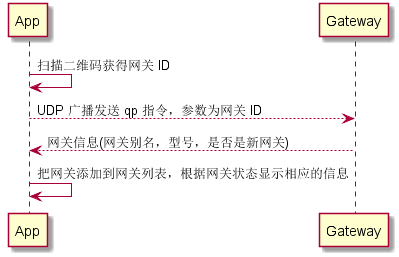 App Gateway
扫描二维码获得网关 ID
UDP 广播发送 qp 指令，参数为网关 ID
网关信息(网关别名，型号，是否是新网关)
把网关添加到网关列表，根据网关状态显示相应的信息
App Gateway